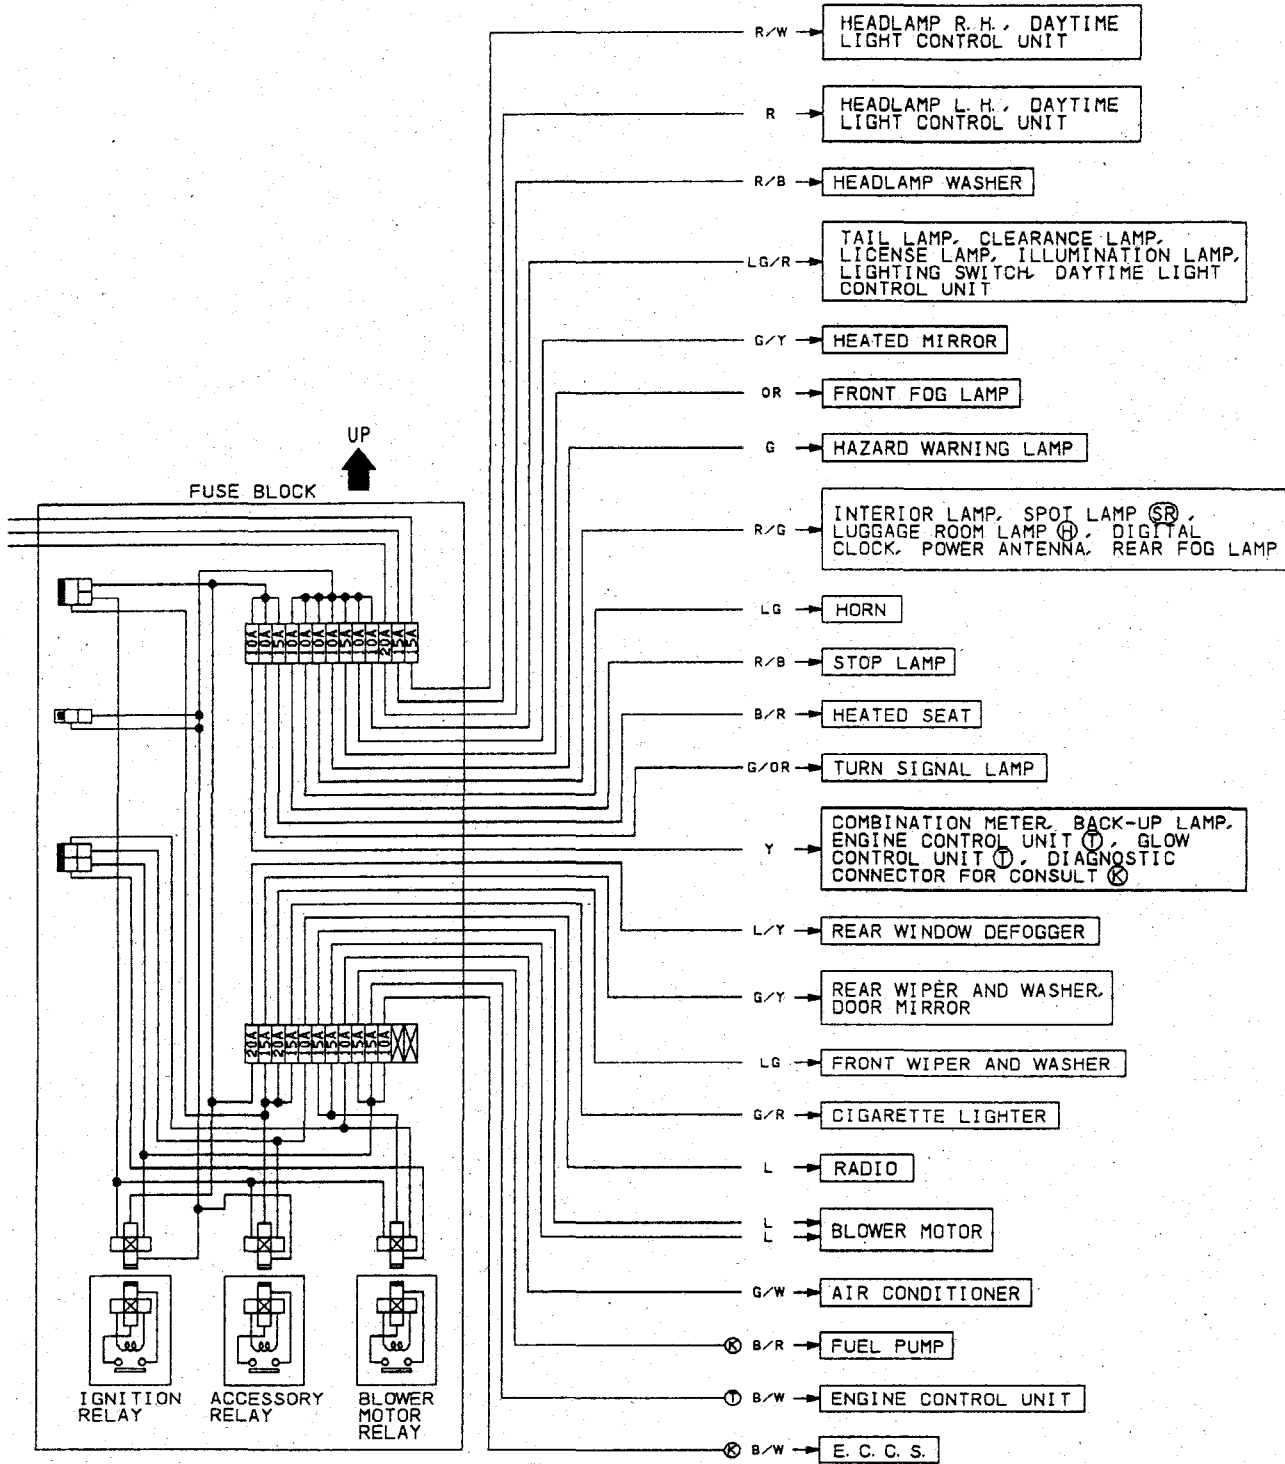 R/W
HEADLAMP R. H., DAYTIME
LIGHT CONTROL UNIT
R
HEADLAMP L. H., DAYTIME
LIGHT CONTROL UNIT
R/B
HEADLAMP WASHER
LG/R
TAIL LAMP, CLEARANCE LAMP,
LICENSE LAMP, ILLUMINATION LAMP,
LIGHTING SWITCH, DAYTIME LIGHT
CONTROL UNIT
G/Y
HEATED MIRROR
OR
FRONT FOG LAMP
G
HAZARD WARNING LAMP
UP
FUSE BLOCK
R/G
INTERIOR LAMP, SPOT LAMP SR,
LUGGAGE ROOM LAMP H, DIGITAL
CLOCK, POWER ANTENNA, REAR FOG LAMP
LG
HORN
10A 10A 15A 10A 10A 10A 10A 15A 10A 10A 20A 15A 15A
R/B
STOP LAMP
B/R
HEATED SEAT
G/OR
TURN SIGNAL LAMP
Y
COMBINATION METER, BACK-UP LAMP,
ENGINE CONTROL UNIT T, GLOW
CONTROL UNIT T, DIAGNOSTIC
CONNECTOR FOR CONSULT K
L/Y
REAR WINDOW DEFOGGER
G/Y
REAR WIPER AND WASHER,
DOOR MIRROR
20A 15A 20A 15A 10A 15A 15A 10A 15A 15A 10A
LG
FRONT WIPER AND WASHER
G/R
CIGARETTE LIGHTER
L
RADIO
L
L
BLOWER MOTOR
G/W
AIR CONDITIONER
K B/R
FUEL PUMP
T B/W
ENGINE CONTROL UNIT
K B/W
E. C. C. S.
IGNITION
RELAY
ACCESSORY
RELAY
BLOWER
MOTOR
RELAY